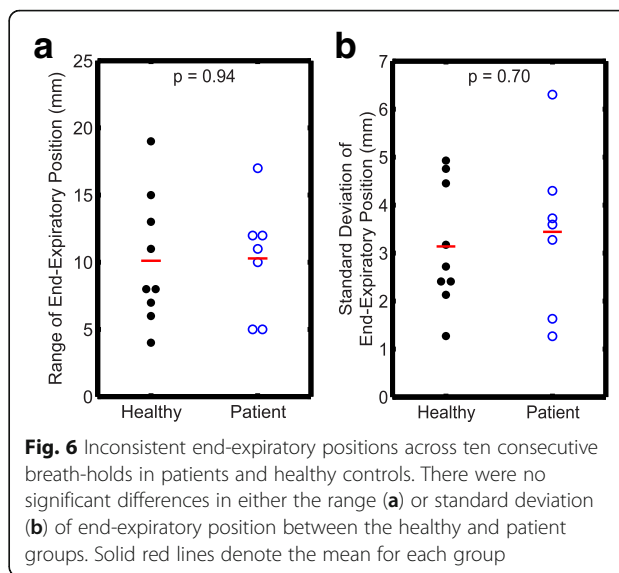 a
b
25
20
15
10
5
0
Range of End-Expiratory Position (mm)
p = 0.94
Healthy
Patient
7
6
5
4
3
2
1
0
Standard Deviation of
End-Expiratory Position (mm)
p = 0.70
Healthy
Patient
Fig. 6 Inconsistent end-expiratory positions across ten consecutive
breath-holds in patients and healthy controls. There were no
significant differences in either the range (a) or standard deviation
(b) of end-expiratory position between the healthy and patient
groups. Solid red lines denote the mean for each group